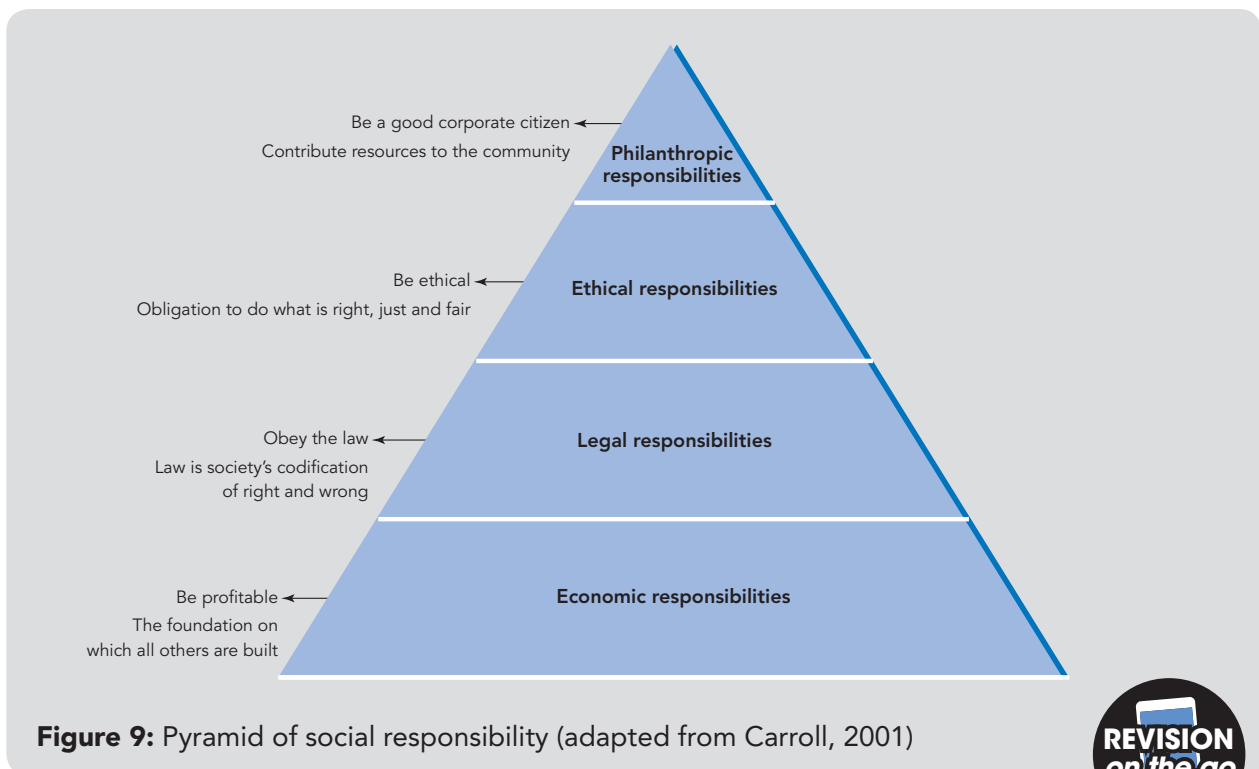 Be a good corporate citizen
Contribute resources to the community
Philanthropic
responsibilities
Be ethical
Obligation to do what is right, just and fair
Ethical responsibilities
Obey the law
Law is society's codification
of right and wrong
Legal responsibilities
Be profitable
The foundation on
which all others are built
Economic responsibilities
Figure 9: Pyramid of social responsibility (adapted from Carroll, 2001)
REVISION
on the go